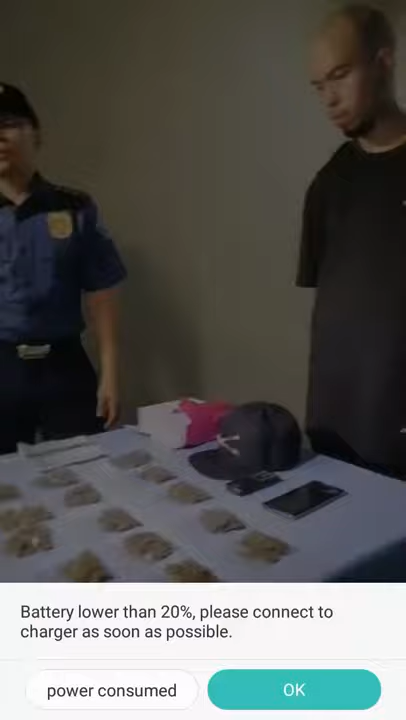 Battery lower than 20%, please connect to
charger as soon as possible.
power consumed
OK